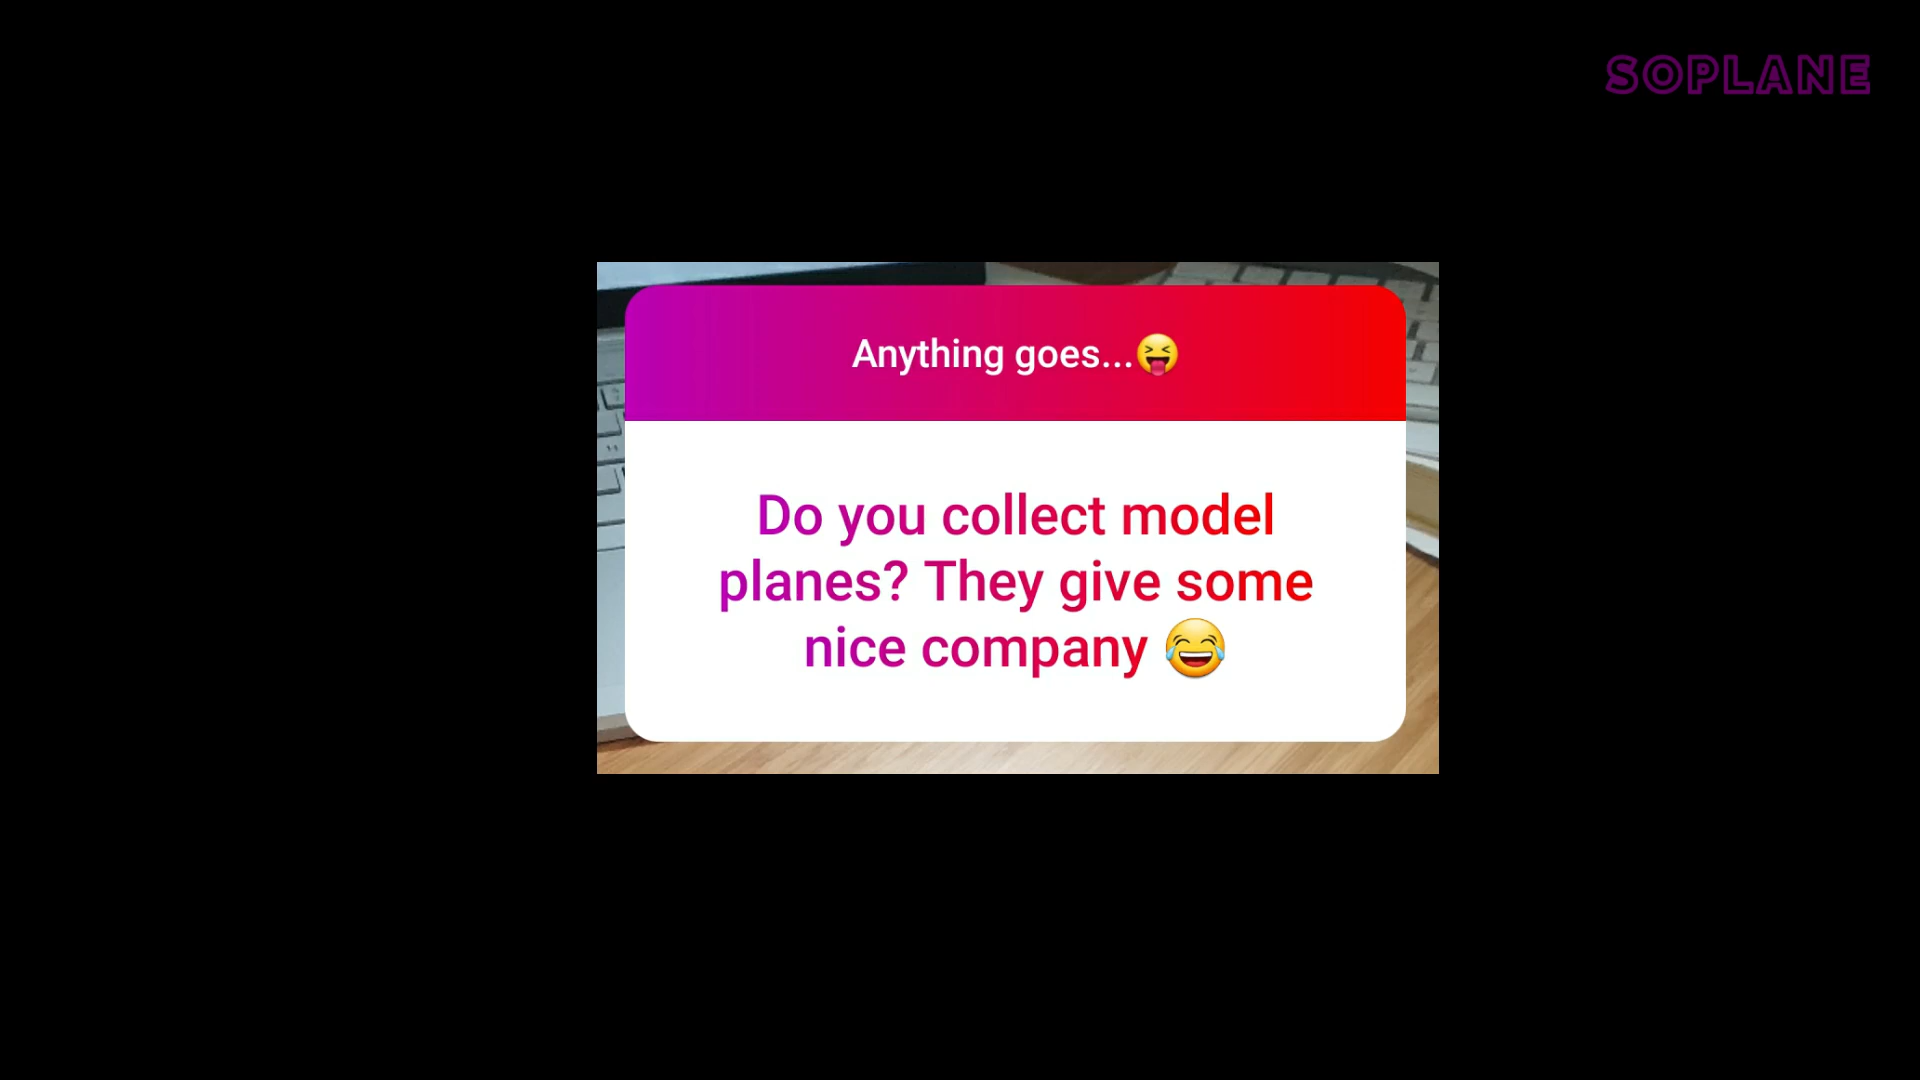 SOPLANE
Anything goes...😝
Do you collect model
planes? They give some
nice company 😂